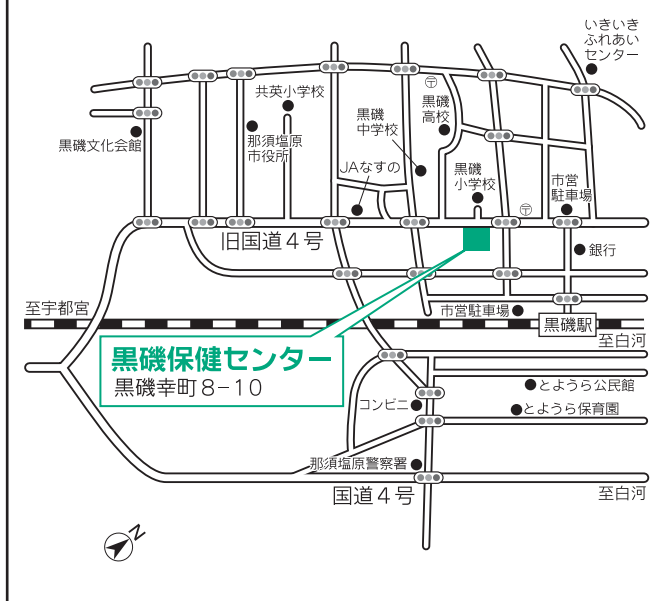 いきいき
ふれあい
センター
〒
共英小学校
黒磯
高校
黒磯
中学校
黒磯文化会館
那須塩原
市役所
JAなすの
黒磯
小学校
市営
駐車場
〒
旧国道4号
銀行
至宇都宮
市営駐車場
黒磯駅
至白河
黒磯保健センター
黒磯幸町8-10
とようら公民館
コンビニ
とようら保育園
那須塩原警察署
国道4号
至白河
N